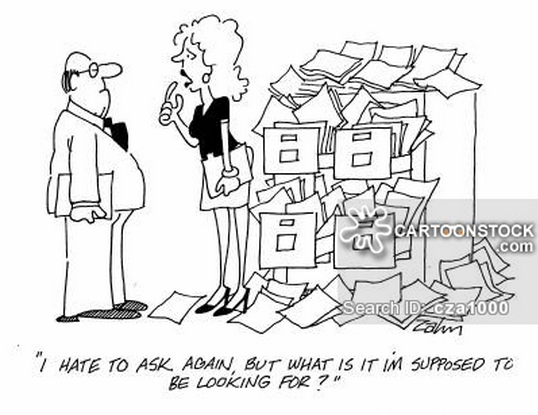 CARTOONSTOCK
.com
Search ID: cza1000
Cohn
"I HATE TO ASK AGAIN, BUT WHAT IS IT I'M SUPPOSED TO
BE LOOKING FOR?"